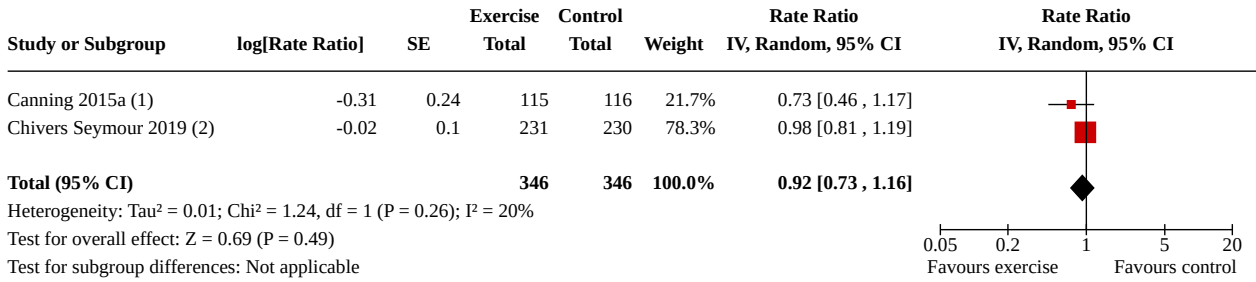 Exercise Control Rate Ratio Rate Ratio
Study or Subgroup log[Rate Ratio] SE Total Total Weight IV, Random, 95% CI IV, Random, 95% CI
Canning 2015a (1) -0.31 0.24 115 116 21.7% 0.73 [0.46 , 1.17]
Chivers Seymour 2019 (2) -0.02 0.1 231 230 78.3% 0.98 [0.81 , 1.19]
Total (95% CI) 346 346 100.0% 0.92 [0.73 , 1.16]
Heterogeneity: Tau² = 0.01; Chi² = 1.24, df = 1 (P = 0.26); I² = 20%
Test for overall effect: Z = 0.69 (P = 0.49)
0.05 0.2 1 5 20
Test for subgroup differences: Not applicable Favours exercise Favours control